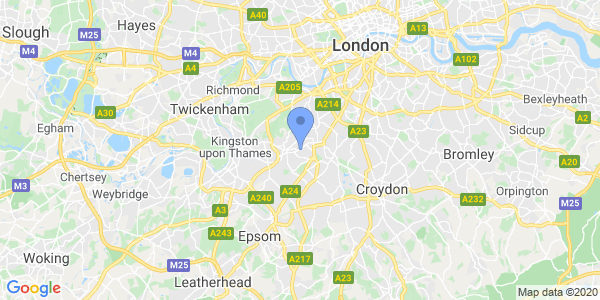 A40
A13
Hayes
M25
Slough
London
M4
M4
A102
A4
A205
Richmond
A214
Bexleyheath
Twickenham
A30
A2
Egham
A23
Sidcup
Kingston
upon Thames
Bromley
A20
Chertsey
M3
Weybridge
A24
Croydon
Orpington
A240
A232
M25
A3
A243
Epsom
Woking
A217
M25
Leatherhead
A23
Google
Map data ©2020